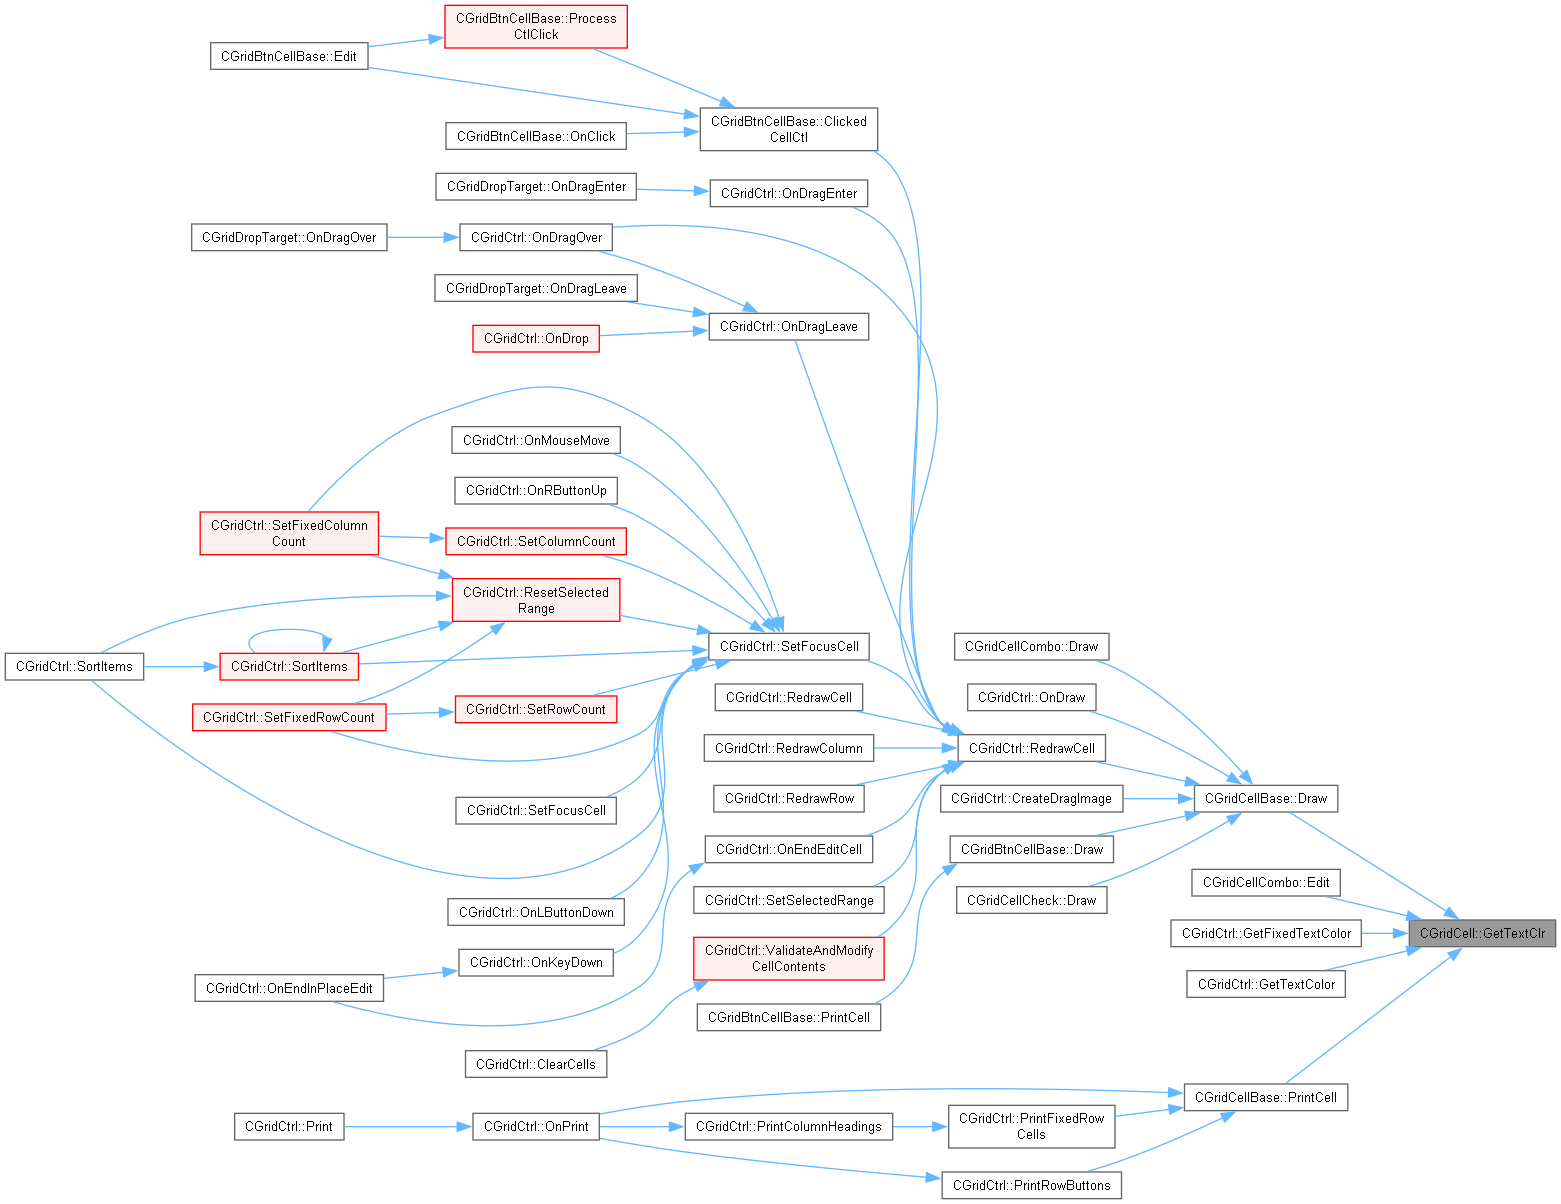 CGridBtnCellBase::Process
CtlClick
CGridBtnCellBase::Edit
CGridBtnCellBase::Clicked
CellCtl
CGridBtnCellBase::OnClick
CGridDropTarget::OnDragEnter
CGridCtrl::OnDragEnter
CGridDropTarget::OnDragOver
CGridCtrl::OnDragOver
CGridDropTarget::OnDragLeave
CGridCtrl::OnDragLeave
CGridCtrl::OnDrop
CGridCtrl::OnMouseMove
CGridCtrl::OnRButtonUp
CGridCtrl::SetFixedColumn
Count
CGridCtrl::SetColumnCount
CGridCtrl::ResetSelected
Range
CGridCtrl::SetFocusCell
CGridCellCombo::Draw
CGridCtrl::SortItems
CGridCtrl::SortItems
CGridCtrl::RedrawCell
CGridCtrl::OnDraw
CGridCtrl::SetFixedRowCount
CGridCtrl::SetRowCount
CGridCtrl::RedrawColumn
CGridCtrl::RedrawCell
CGridCtrl::SetFocusCell
CGridCtrl::RedrawRow
CGridCtrl::CreateDragImage
CGridCellBase::Draw
CGridCtrl::OnEndEditCell
CGridBtnCellBase::Draw
CGridCellCombo::Edit
CGridCtrl::OnLButtonDown
CGridCtrl::SetSelectedRange
CGridCellCheck::Draw
CGridCtrl::GetFixedTextColor
CGridCell::GetTextClr
CGridCtrl::OnKeyDown
CGridCtrl::ValidateAndModify
CellContents
CGridCtrl::OnEndInPlaceEdit
CGridCtrl::GetTextColor
CGridBtnCellBase::PrintCell
CGridCtrl::ClearCells
CGridCellBase::PrintCell
CGridCtrl::Print
CGridCtrl::OnPrint
CGridCtrl::PrintColumnHeadings
CGridCtrl::PrintFixedRow
Cells
CGridCtrl::PrintRowButtons